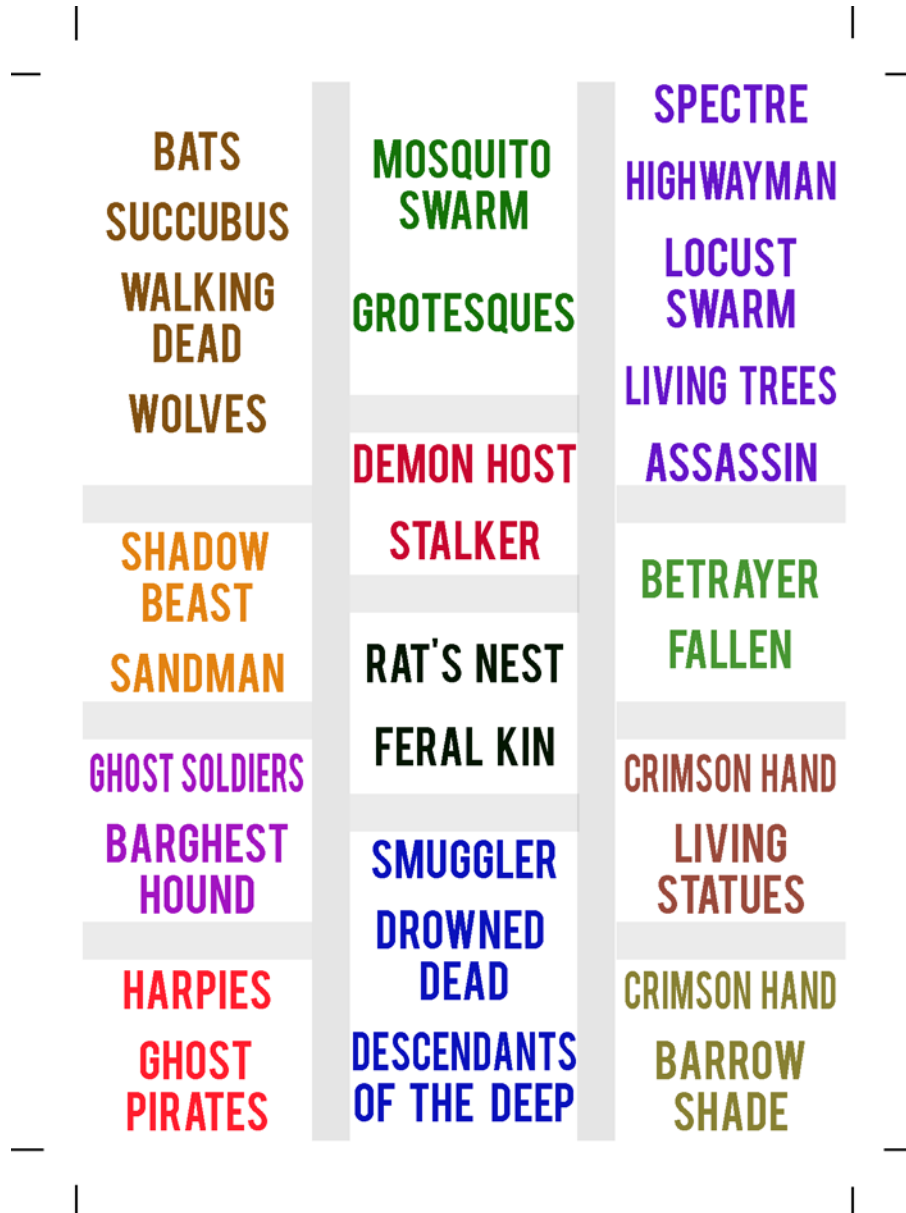 BATS
SUCCUBUS
WALKING
DEAD
WOLVES
SHADOW
BEAST
SANDMAN
GHOST SOLDIERS
BARGHEST
HOUND
HARPIES
GHOST
PIRATES
MOSQUITO
SWARM
GROTESQUES
DEMON HOST
STALKER
RAT'S NEST
FERAL KIN
SMUGGLER
DROWNED
DEAD
DESCENDANTS
OF THE DEEP
SPECTRE
HIGHWAYMAN
LOCUST
SWARM
LIVING TREES
ASSASSIN
BETRAYER
FALLEN
CRIMSON HAND
LIVING
STATUES
CRIMSON HAND
BARROW
SHADE